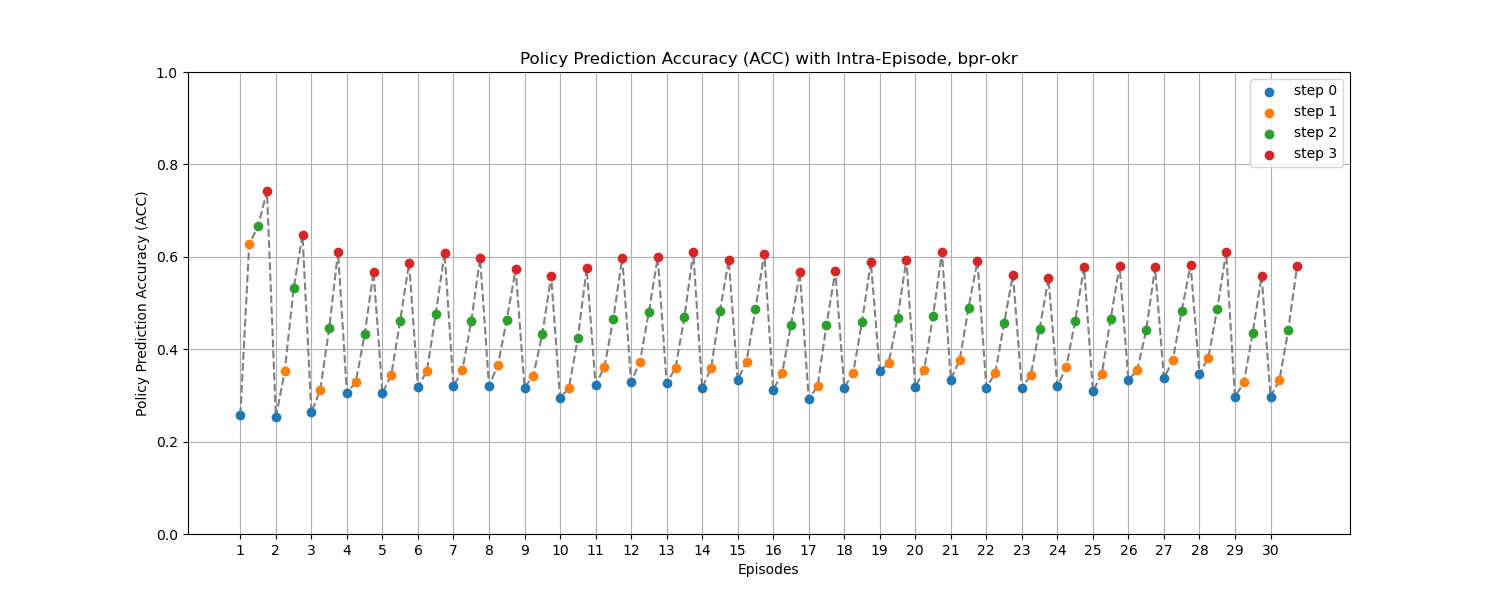 Policy Prediction Accuracy (ACC) with Intra-Episode, bpr-okr
1.0
0.8
0.6
0.4
0.2
0.0
Policy Prediction Accuracy (ACC)
step 0
step 1
step 2
step 3
1 2 3 4 5 6 7 8 9 10 11 12 13 14 15 16 17 18 19 20 21 22 23 24 25 26 27 28 29 30
Episodes